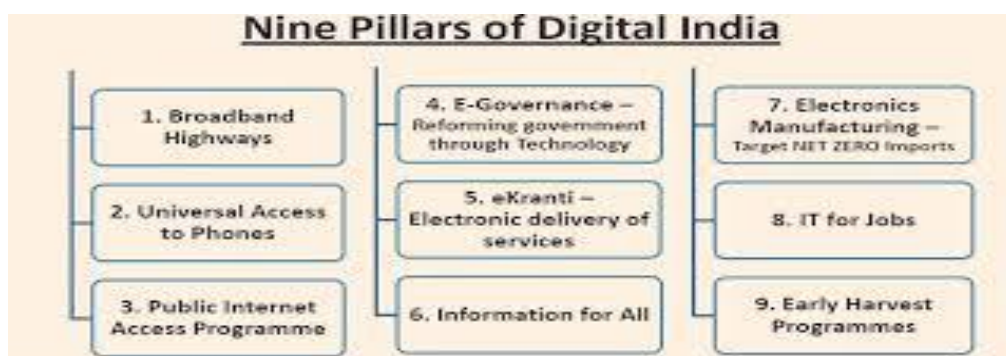 Nine Pillars of Digital India
1. Broadband
Highways
2. Universal Access
to Phones
3. Public Internet
Access Programme
4. E-Governance –
Reforming government
through Technology
5. eKranti –
Electronic delivery of
services
6. Information for All
7. Electronics
Manufacturing –
Target NET ZERO Imports
8. IT for Jobs
9. Early Harvest
Programmes